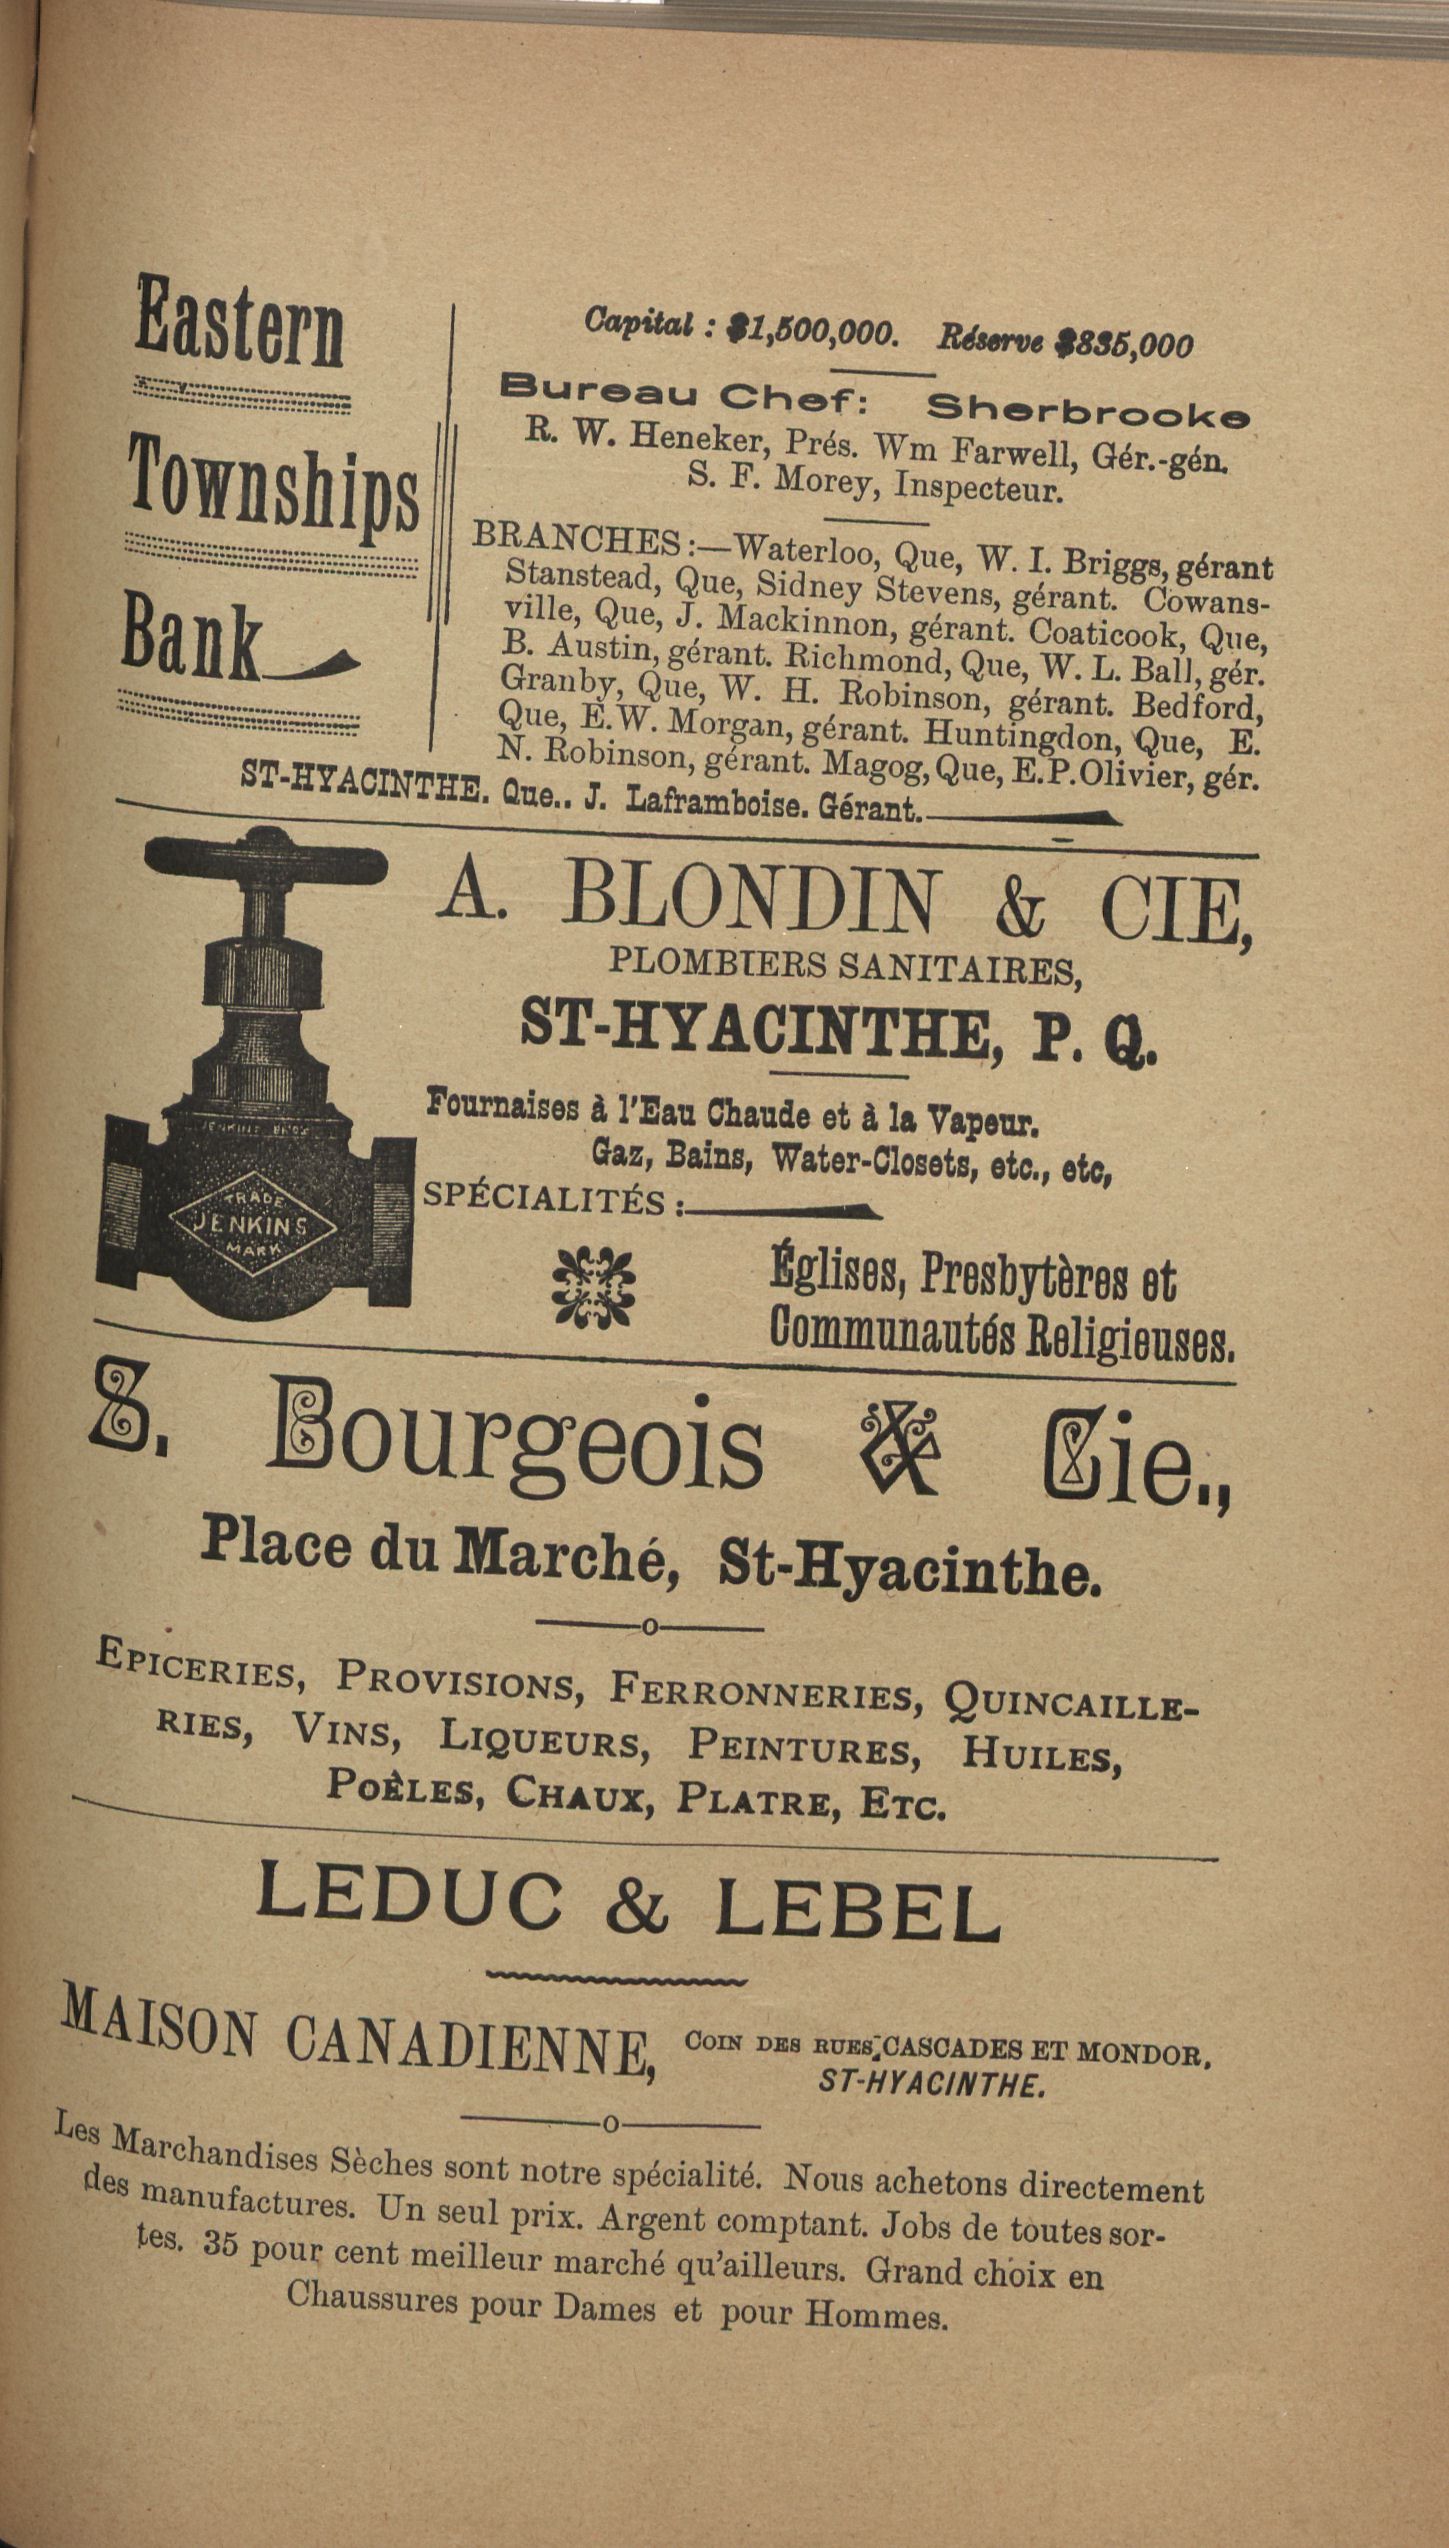 Eastern
Townships
Bank
Capital : $1,500,000. Réserve $835,000
Bureau Chef: Sherbrooke
R. W. Heneker, Prés. Wm Farwell, Gér.-gén.
S. F. Morey, Inspecteur.
BRANCHES :—Waterloo, Que, W. I. Briggs, gérant
Stanstead, Que, Sidney Stevens, gérant. Cowans-
ville, Que, J. Mackinnon, gérant. Coaticook, Que,
B. Austin, gérant. Richmond, Que, W. L. Ball, gér.
Granby, Que, W. H. Robinson, gérant. Bedford,
Que, E. W. Morgan, gérant. Huntingdon, Que, E.
N. Robinson, gérant. Magog, Que, E. P. Olivier, gér.
ST-HYACINTHE. Que.. J. Laframboise. Gérant.
A. BLONDIN & CIE,
PLOMBIERS SANITAIRES,
ST-HYACINTHE, P. Q.
Fournaises à l'Eau Chaude et à la Vapeur.
Gaz, Bains, Water-Closets, etc., etc,
SPÉCIALITÉS :
Églises, Presbytères et
Communautés Religieuses.
JENKINS BROS
TRADE
JENKINS
MARK
S. Bourgeois & Cie.,
Place du Marché, St-Hyacinthe.
EPICERIES, PROVISIONS, FERRONNERIES, QUINCAILLE-
RIES, VINS, LIQUEURS, PEINTURES, HUILES,
POÈLES, CHAUX, PLATRE, ETC.
LEDUC & LEBEL
MAISON CANADIENNE, COIN DES RUES CASCADES ET MONDOR,
ST-HYACINTHE.
Les Marchandises Sèches sont notre spécialité. Nous achetons directement
des manufactures. Un seul prix. Argent comptant. Jobs de toutes sor-
tes. 35 pour cent meilleur marché qu'ailleurs. Grand choix en
Chaussures pour Dames et pour Hommes.